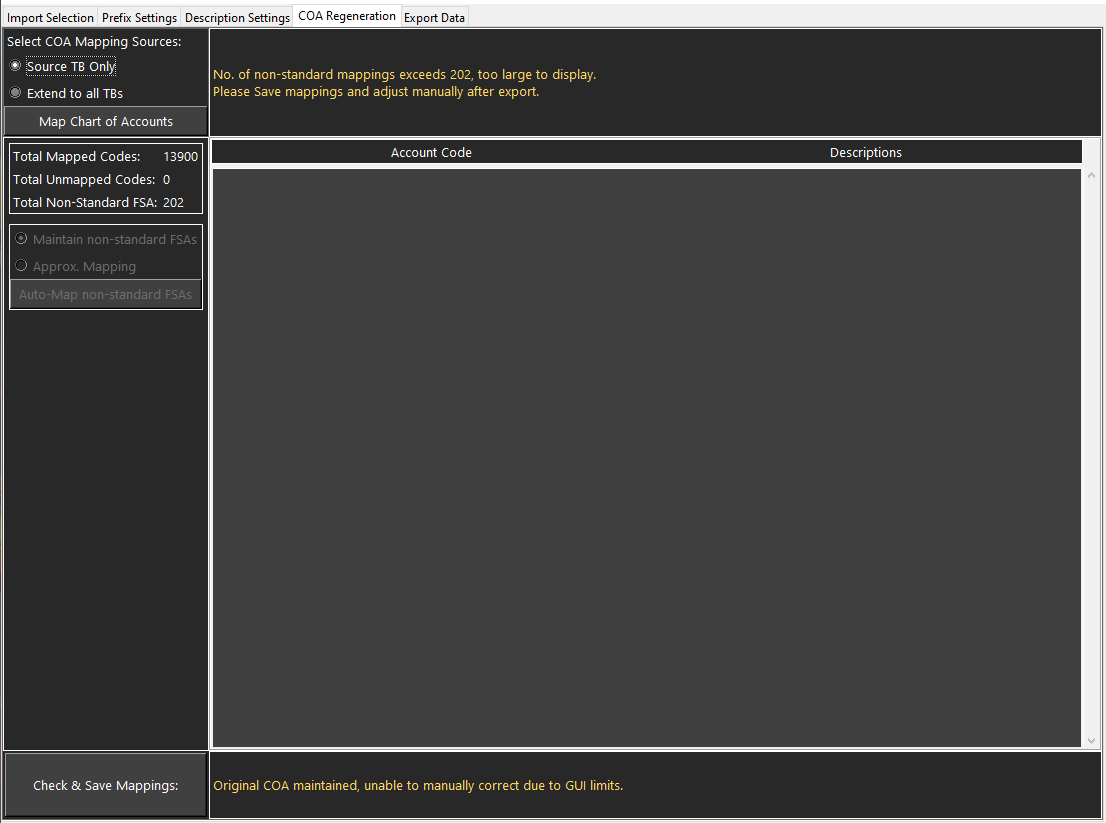 Import Selection Prefix Settings Description Settings COA Regeneration Export Data
Select COA Mapping Sources:
Source TB Only
Extend to all TBs
Map Chart of Accounts
No. of non-standard mappings exceeds 202, too large to display.
Please Save mappings and adjust manually after export.
Total Mapped Codes: 13900
Total Unmapped Codes: 0
Total Non-Standard FSA: 202
Maintain non-standard FSAs
Approx. Mapping
Auto-Map non-standard FSAs
Account Code Descriptions
Check & Save Mappings:
Original COA maintained, unable to manually correct due to GUI limits.